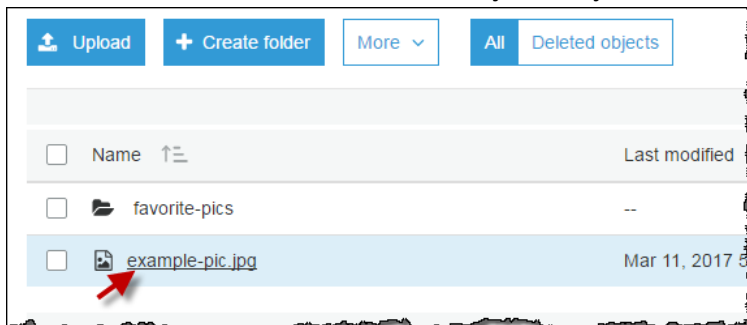 Upload Create folder More All Deleted objects
Name Last modified
favorite-pics --
example-pic.jpg Mar 11, 2017